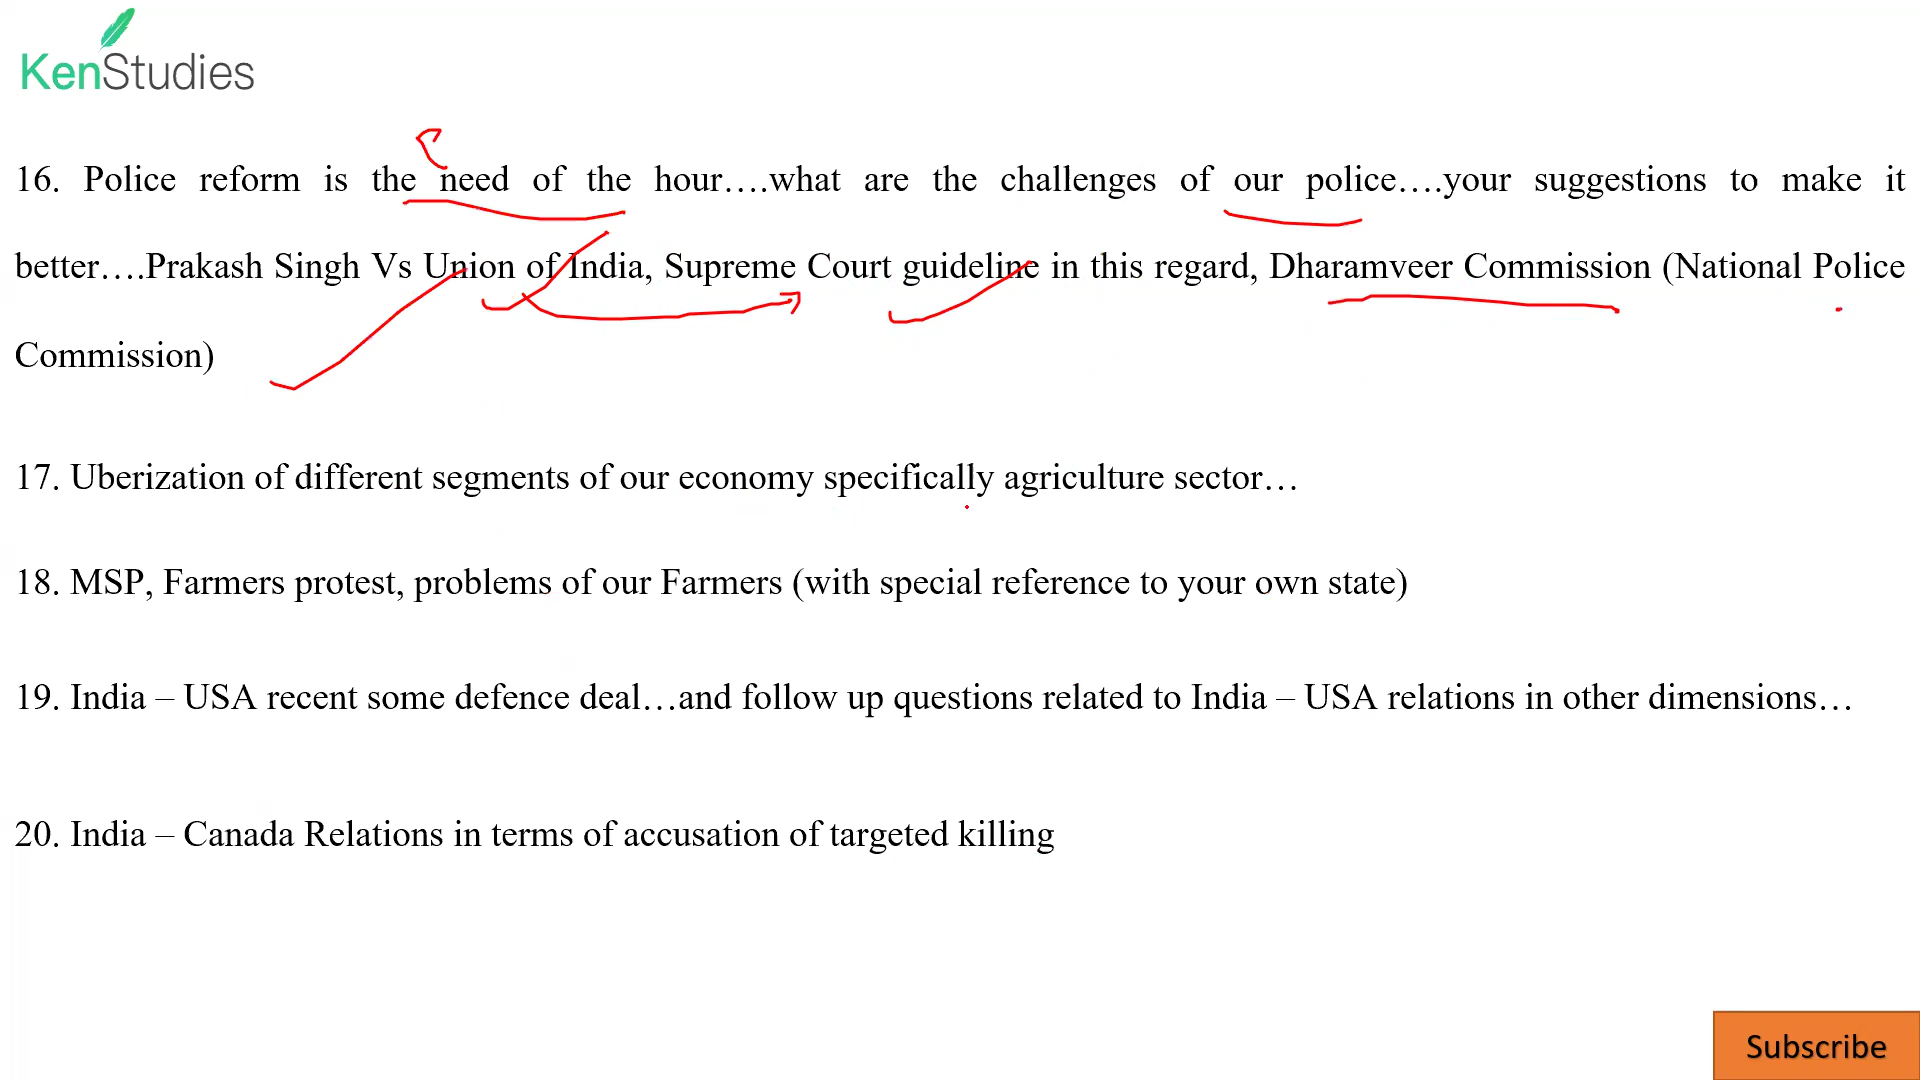 KenStudies
16. Police reform is the need of the hour….what are the challenges of our police….your suggestions to make it
better….Prakash Singh Vs Union of India, Supreme Court guideline in this regard, Dharamveer Commission (National Police
Commission)
17. Uberization of different segments of our economy specifically agriculture sector…
18. MSP, Farmers protest, problems of our Farmers (with special reference to your own state)
19. India – USA recent some defence deal…and follow up questions related to India – USA relations in other dimensions…
20. India – Canada Relations in terms of accusation of targeted killing
Subscribe